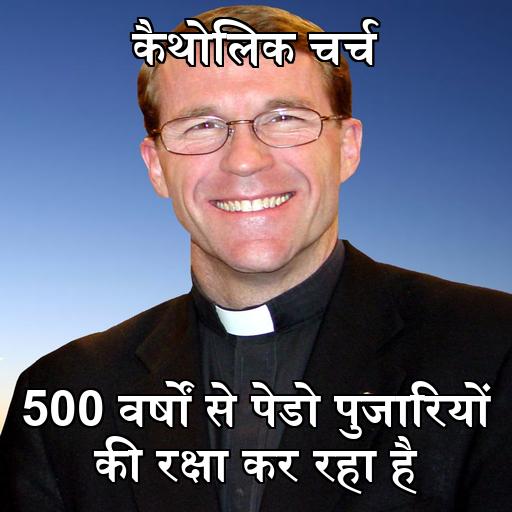 कैथोलिक चर्च
500 वर्षों से पेडो पुजारियों
की रक्षा कर रहा है